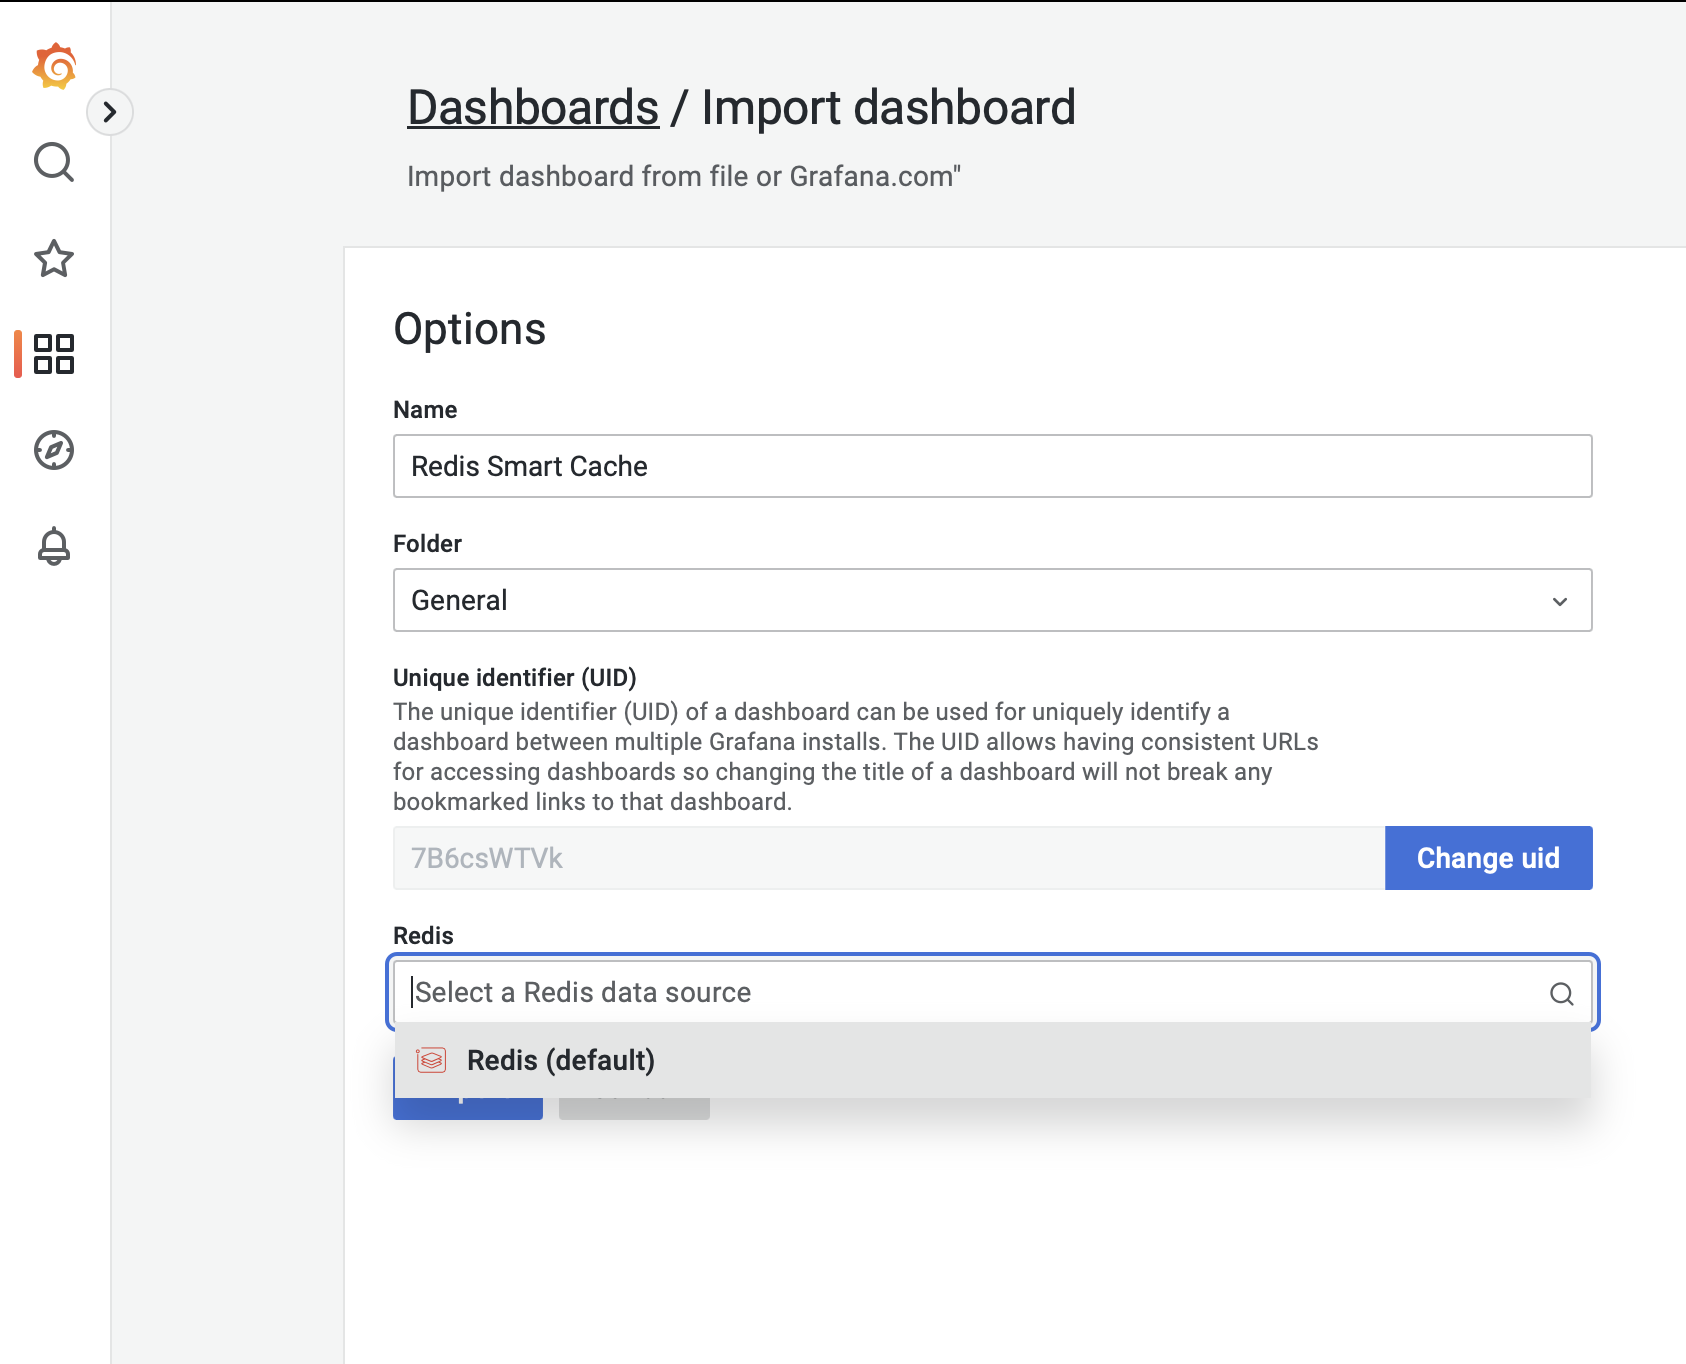 Dashboards / Import dashboard
Import dashboard from file or Grafana.com"
Options
Name
Redis Smart Cache
Folder
General
Unique identifier (UID)
The unique identifier (UID) of a dashboard can be used for uniquely identify a
dashboard between multiple Grafana installs. The UID allows having consistent URLs
for accessing dashboards so changing the title of a dashboard will not break any
bookmarked links to that dashboard.
7B6csWTVk
Change uid
Redis
Select a Redis data source
Redis (default)